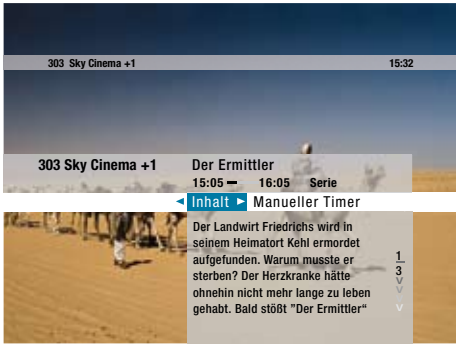 303 Sky Cinema +1 15:32
303 Sky Cinema +1 Der Ermittler
15:05 – 16:05 Serie
◄ Inhalt ► Manueller Timer
Der Landwirt Friedrichs wird in
seinem Heimatort Kehl ermordet
aufgefunden. Warum musste er
sterben? Der Herzkranke hätte
ohnehin nicht mehr lange zu leben
gehabt. Bald stößt "Der Ermittler"
1
3